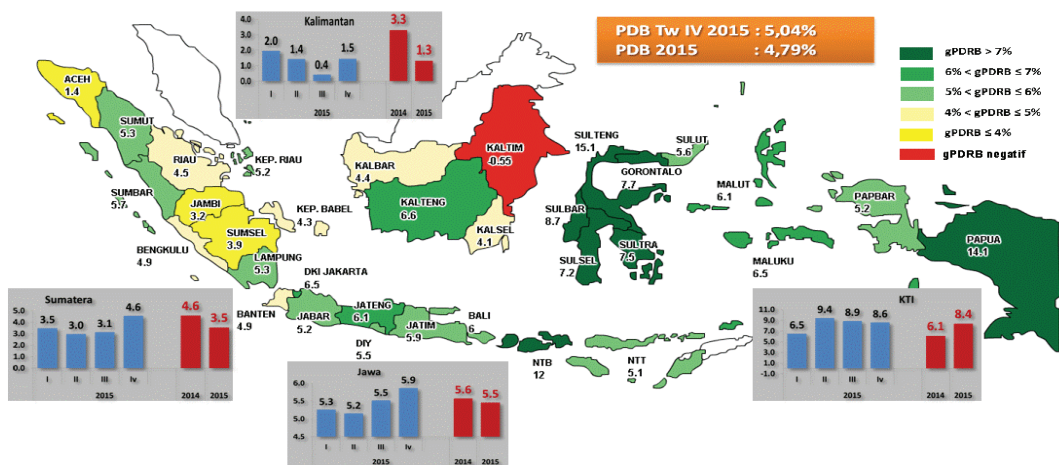 Kalimantan
4.0
3.0
2.0
1.0
0.0
2.0
1.4
0.4
1.5
3.3
1.3
I
II
III
Iv
2014
2015
2015
PDB Tw IV 2015 : 5,04%
PDB 2015 : 4,79%
gPDRB > 7%
6% < gPDRB ≤ 7%
5% < gPDRB ≤ 6%
4% < gPDRB ≤ 5%
gPDRB ≤ 4%
gPDRB negatif
ACEH
1.4
SUMUT
5.3
RIAU
4.5
KEP. RIAU
5.2
SUMBAR
5.7
JAMBI
3.2
SUMSEL
3.9
KEP. BABEL
4.3
BENGKULU
4.9
LAMPUNG
5.3
DKI JAKARTA
6.5
BANTEN
4.9
JABAR
5.2
JATENG
6.1
DIY
5.5
JATIM
5.9
BALI
6
KALBAR
4.4
KALTENG
6.6
KALTIM
-0.55
KALSEL
4.1
SULTENG
15.1
SULUT
5.6
GORONTALO
7.7
SULBAR
8.7
SULTRA
7.5
SULSEL
7.2
MALUT
6.1
MALUKU
6.5
PAPBAR
5.2
PAPUA
14.1
NTB
12
NTT
5.1
Sumatera
5.0
4.0
3.0
2.0
1.0
0.0
3.5
3.0
3.1
4.6
4.6
3.5
I
II
III
Iv
2014
2015
2015
Jawa
6.0
5.5
5.0
4.5
5.3
5.2
5.5
5.9
5.6
5.5
I
II
III
Iv
2014
2015
2015
KTI
11.0
9.0
7.0
5.0
3.0
1.0
-1.0
6.5
9.4
8.9
8.6
6.1
8.4
I
II
III
Iv
2014
2015
2015